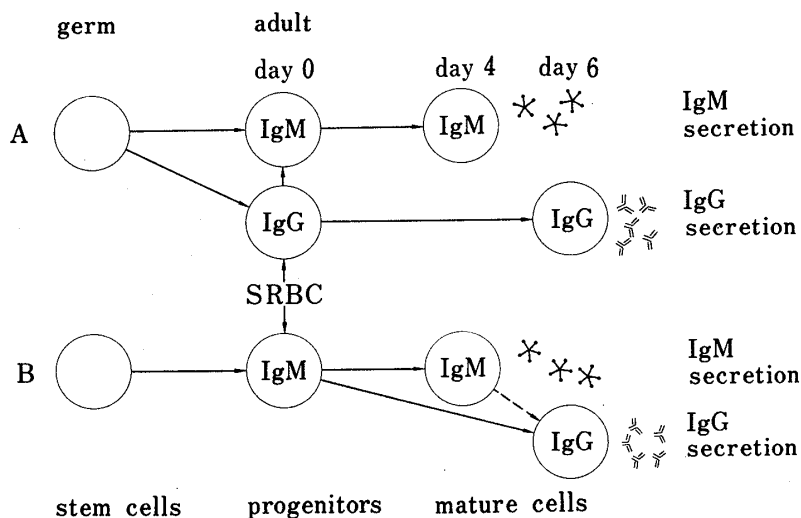 germ adult
day 0 day 4 day 6
A IgM IgM IgM
secretion
IgG IgG IgG
secretion
SRBC
B IgM IgM IgM
secretion
IgG IgG
secretion
stem cells progenitors mature cells